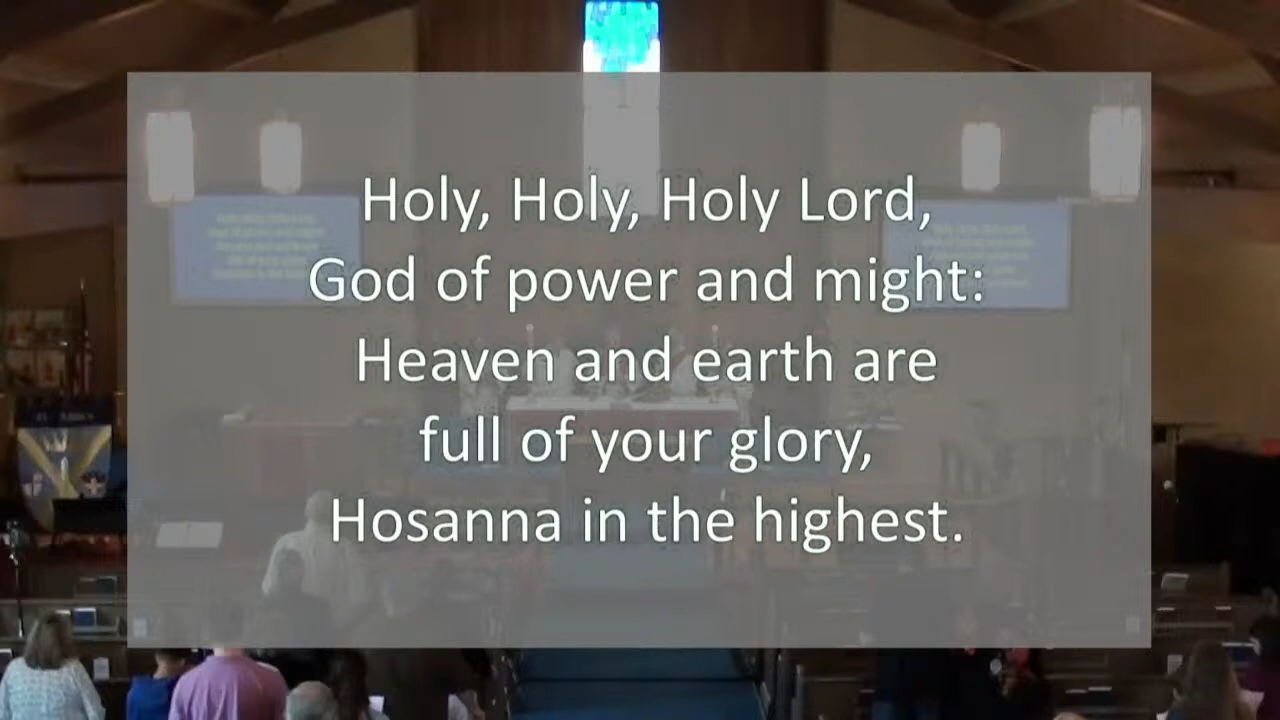 Holy, Holy, Holy Lord,
God of power and might:
Heaven and earth are
full of your glory,
Hosanna in the highest.